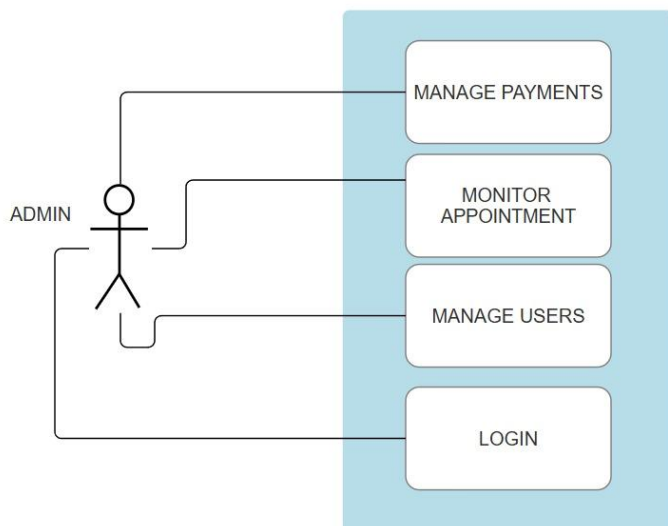 MANAGE PAYMENTS
ADMIN
MONITOR
APPOINTMENT
MANAGE USERS
LOGIN